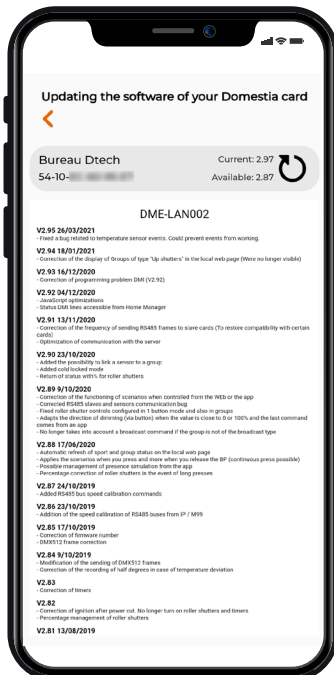 Updating the software of your Domestia card
Bureau Dtech
Current: 2.97
54-10-
Available: 2.87
DME-LAN002
V2.95 26/03/2021
- Fixed a bug related to temperature sensor events. Could prevent events from working.
V2.94 18/01/2021
- Correction of the display of Groups of type "Up shutters" in the local web page (Were no longer visible)
V2.93 16/12/2020
- Correction of programming problem DMI (V2.92)
V2.92 04/12/2020
- JavaScript optimizations
- Status DMI lines accessible from Home Manager
V2.91 13/11/2020
- Correction of the frequency of sending RS485 frames to slave cards (To restore compatibility with certain
cards)
- Optimization of communication with the server
V2.90 23/10/2020
- Added the possibility to link a sensor to a group
- Added cold locked mode
- Return of status with% for roller shutters
V2.89 9/10/2020
- Correction of the functioning of scenarios when controlled from the WEb or the app
- Corrected RS485 slaves and sensors communication bug
- Fixed roller shutter controls configured in 1 button mode and also in groups
- Adapts the direction of dimming (via button) when the value is close to 0 or 100% and the last command
comes from an app
- No longer takes into account a broadcast command if the group is not of the broadcast type
V2.88 17/06/2020
- Automatic refresh of sport and group status on the local web page
- Applies the scenarios when you press and more when you release the BP (continuous press possible)
- Possible management of presence simulation from the app
- Percentage correction of roller shutters in the event of long presses
V2.87 24/10/2019
- Added RS485 bus speed calibration commands
V2.86 23/10/2019
- Addition of the speed calibration of RS485 buses from IP / M99
V2.85 17/10/2019
- Correction of firmware number
- DMX512 frame correction
V2.84 9/10/2019
- Modification of the sending of DMX512 frames
- Correction of the recording of half degrees in case of temperature deviation
V2.83
- Correction of timers
V2.82
- Correction of ignition after power cut. No longer turn on roller shutters and timers
- Percentage management of roller shutters
V2.81 13/08/2019